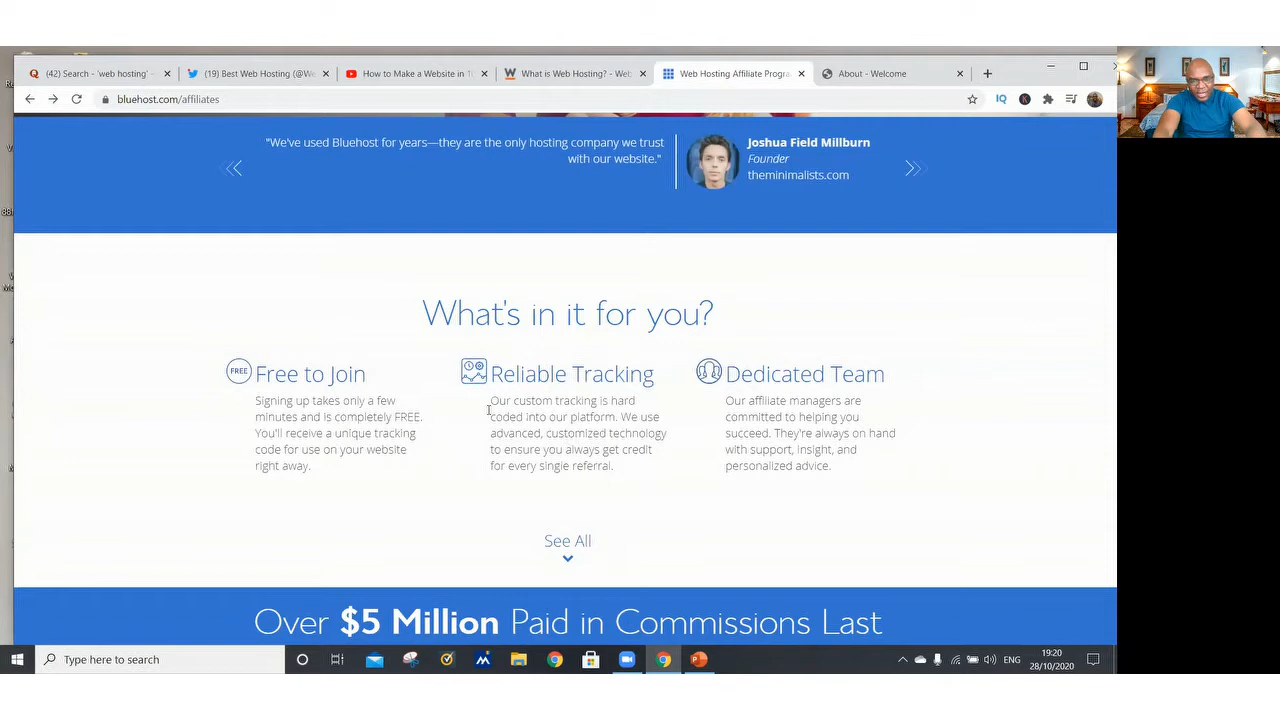 (42) Search - 'web hosting' -
(19) Best Web Hosting (@We
How to Make a Website in 1
What is Web Hosting? - Web
Web Hosting Affiliate Progra
About - Welcome
bluehost.com/affiliates
IQ
K
"We've used Bluehost for years—they are the only hosting company we trust
with our website."
Joshua Field Millburn
Founder
theminimalists.com
What's in it for you?
FREE
Free to Join
Signing up takes only a few
minutes and is completely FREE.
You'll receive a unique tracking
code for use on your website
right away.
Reliable Tracking
Our custom tracking is hard
coded into our platform. We use
advanced, customized technology
to ensure you always get credit
for every single referral.
Dedicated Team
Our affiliate managers are
committed to helping you
succeed. They're always on hand
with support, insight, and
personalized advice.
See All
Over $5 Million Paid in Commissions Last
Type here to search
ENG
19:20
28/10/2020